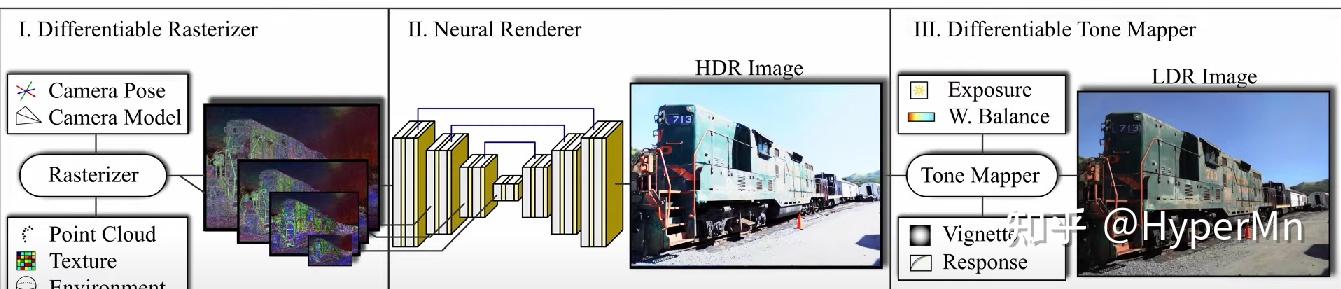 I. Differentiable Rasterizer
Camera Pose
Camera Model
Rasterizer
Point Cloud
Texture
Environment
II. Neural Renderer
HDR Image
713
III. Differentiable Tone Mapper
Exposure
W. Balance
Tone Mapper
Vignette
Response
LDR Image
713
知乎 @HyperMn